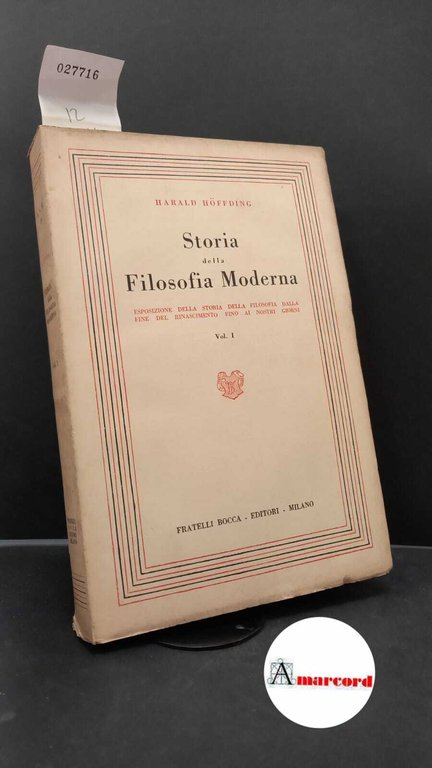 027716
12
HARALD HÖFFDING
Storia
della
Filosofia Moderna
ESPOSIZIONE DELLA STORIA DELLA FILOSOFIA DALLA
FINE DEL RINASCIMENTO FINO AI NOSTRI GIORNI
Vol. I
FRATELLI BOCCA - EDITORI - MILANO
Amarcord